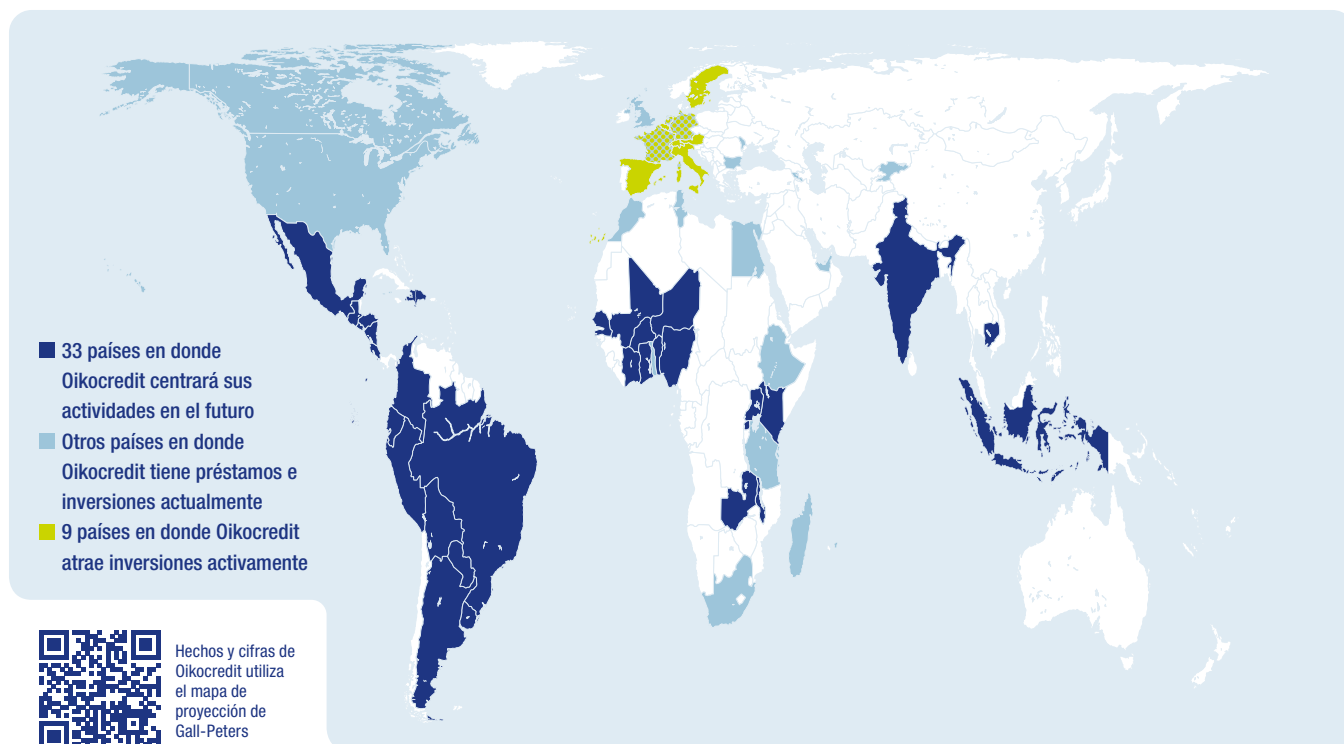 33 países en donde
Oikocredit centrará sus
actividades en el futuro
Otros países en donde
Oikocredit tiene préstamos e
inversiones actualmente
9 países en donde Oikocredit
atrae inversiones activamente
Hechos y cifras de
Oikocredit utiliza
el mapa de
proyección de
Gall-Peters